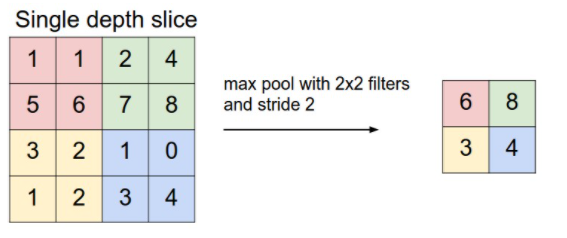 Single depth slice
1 1 2 4
5 6 7 8
3 2 1 0
1 2 3 4
max pool with 2x2 filters
and stride 2
6 8
3 4